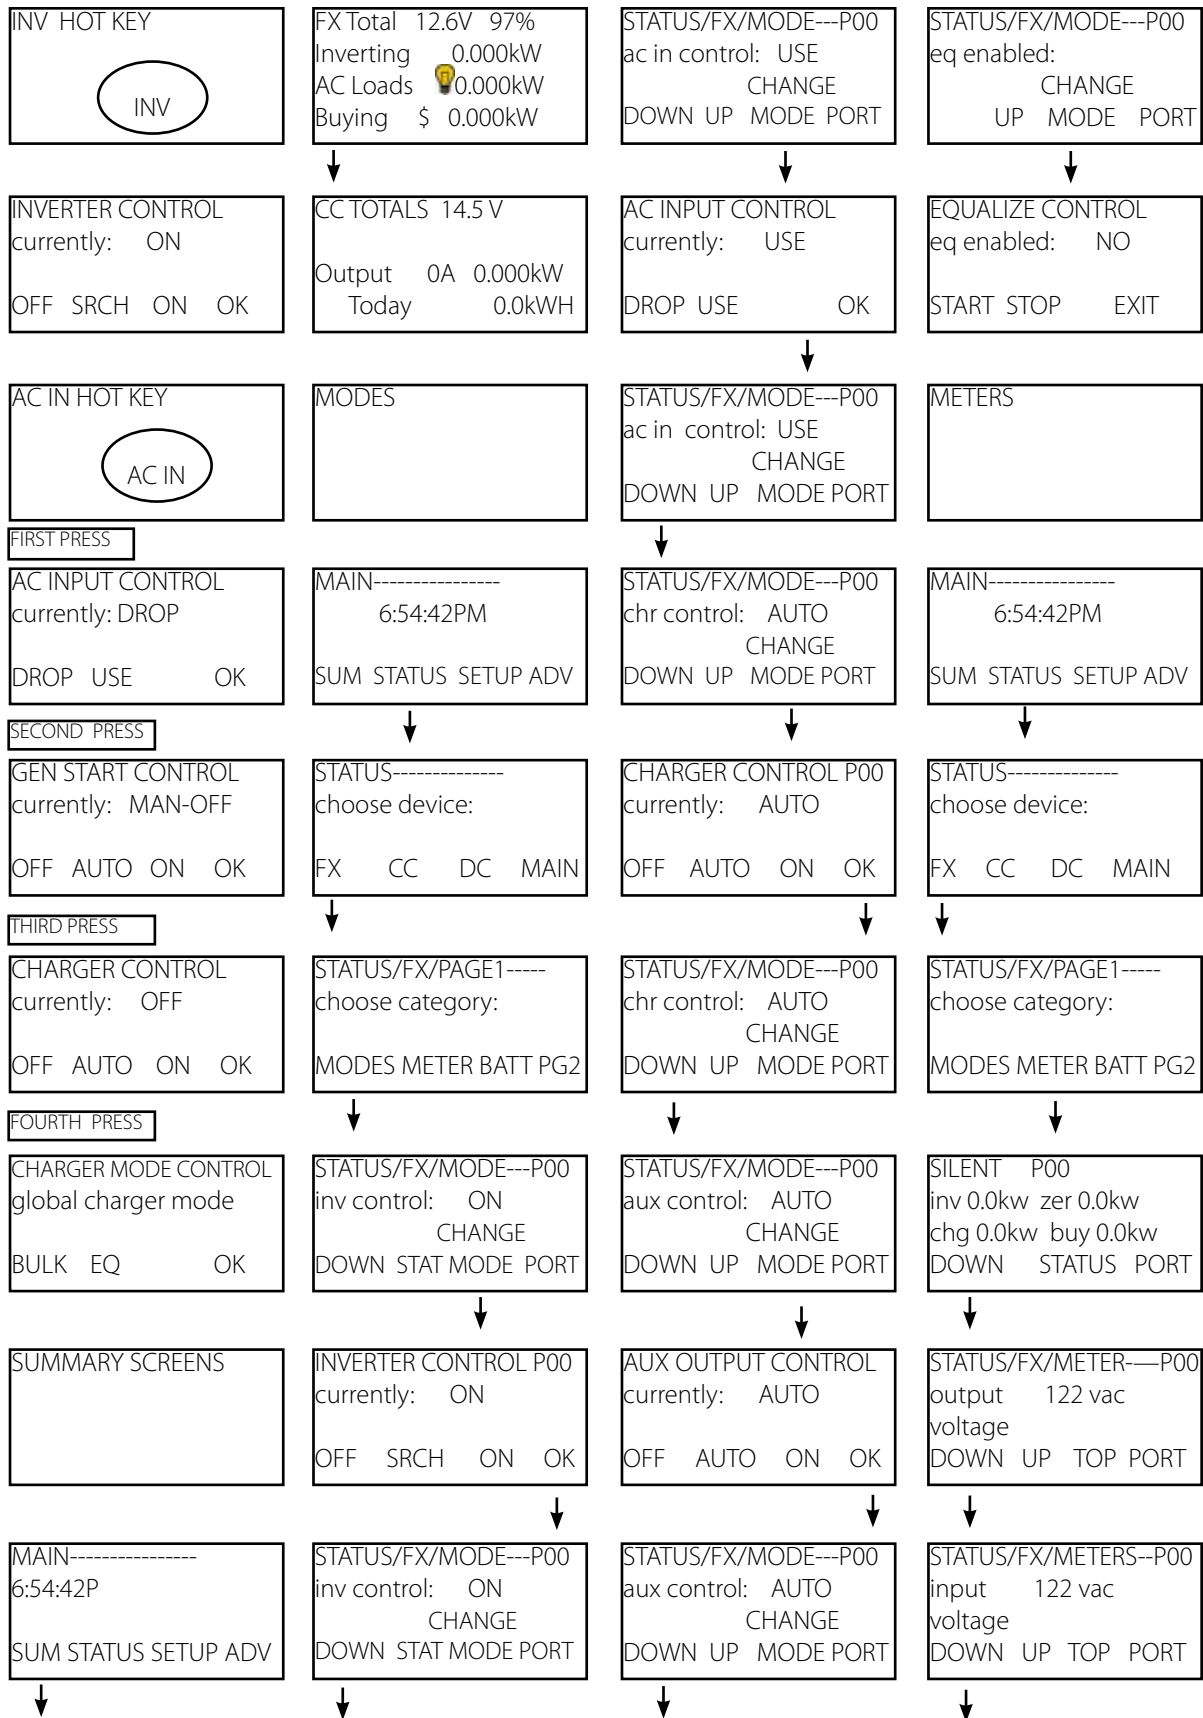 INV HOT KEY
INV
INVERTER CONTROL
currently: ON
OFF SRCH ON OK
AC IN HOT KEY
AC IN
FIRST PRESS
AC INPUT CONTROL
currently: DROP
DROP USE OK
SECOND PRESS
GEN START CONTROL
currently: MAN-OFF
OFF AUTO ON OK
THIRD PRESS
CHARGER CONTROL
currently: OFF
OFF AUTO ON OK
FOURTH PRESS
CHARGER MODE CONTROL
global charger mode
BULK EQ OK
SUMMARY SCREENS
MAIN----------------
6:54:42P
SUM STATUS SETUP ADV
FX Total 12.6V 97%
Inverting 0.000kW
AC Loads 0.000kW
Buying $ 0.000kW
CC TOTALS 14.5 V
Output 0A 0.000kW
Today 0.0kWH
MODES
MAIN----------------
6:54:42PM
SUM STATUS SETUP ADV
STATUS--------------
choose device:
FX CC DC MAIN
STATUS/FX/PAGE1-----
choose category:
MODES METER BATT PG2
STATUS/FX/MODE---P00
inv control: ON
CHANGE
DOWN STAT MODE PORT
INVERTER CONTROL P00
currently: ON
OFF SRCH ON OK
STATUS/FX/MODE---P00
inv control: ON
CHANGE
DOWN STAT MODE PORT
STATUS/FX/MODE---P00
ac in control: USE
CHANGE
DOWN UP MODE PORT
AC INPUT CONTROL
currently: USE
DROP USE OK
STATUS/FX/MODE---P00
ac in control: USE
CHANGE
DOWN UP MODE PORT
STATUS/FX/MODE---P00
chr control: AUTO
CHANGE
DOWN UP MODE PORT
CHARGER CONTROL P00
currently: AUTO
OFF AUTO ON OK
STATUS/FX/MODE---P00
chr control: AUTO
CHANGE
DOWN UP MODE PORT
STATUS/FX/MODE---P00
aux control: AUTO
CHANGE
DOWN UP MODE PORT
AUX OUTPUT CONTROL
currently: AUTO
OFF AUTO ON OK
STATUS/FX/MODE---P00
aux control: AUTO
CHANGE
DOWN UP MODE PORT
STATUS/FX/MODE---P00
eq enabled:
CHANGE
UP MODE PORT
EQUALIZE CONTROL
eq enabled: NO
START STOP EXIT
METERS
MAIN----------------
6:54:42PM
SUM STATUS SETUP ADV
STATUS--------------
choose device:
FX CC DC MAIN
STATUS/FX/PAGE1-----
choose category:
MODES METER BATT PG2
SILENT P00
inv 0.0kw zer 0.0kw
chg 0.0kw buy 0.0kw
DOWN STATUS PORT
STATUS/FX/METER-—P00
output 122 vac
voltage
DOWN UP TOP PORT
STATUS/FX/METERS--P00
input 122 vac
voltage
DOWN UP TOP PORT